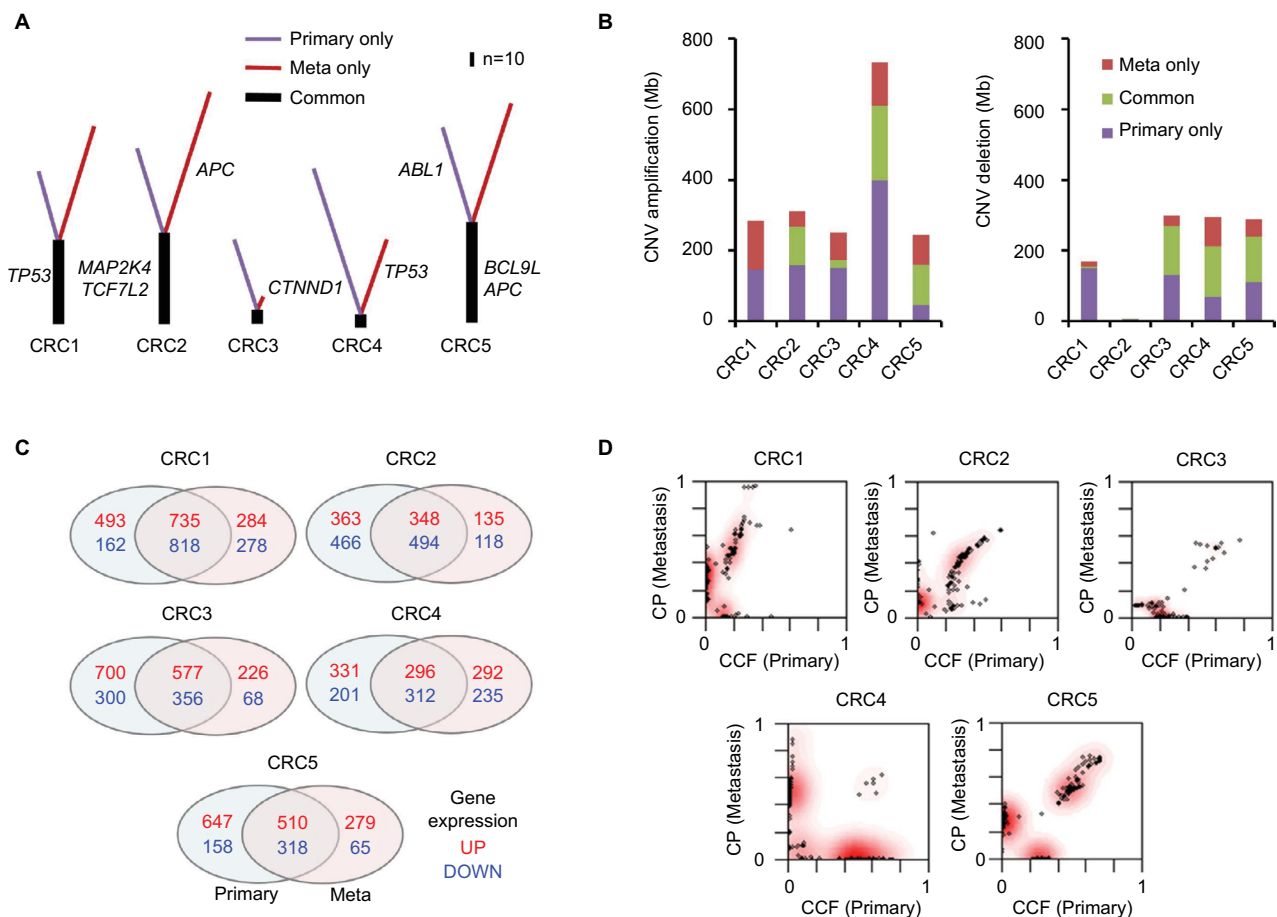 A
Primary only
Meta only
Common
n=10
APC
ABL1
TP53
MAP2K4
TCF7L2
CTNND1
TP53
BCL9L
APC
CRC1 CRC2 CRC3 CRC4 CRC5
B
CNV amplification (Mb)
800
600
400
200
0
CRC1 CRC2 CRC3 CRC4 CRC5
CNV deletion (Mb)
800
600
400
200
0
Meta only
Common
Primary only
CRC1 CRC2 CRC3 CRC4 CRC5
C
CRC1
493 735 284
162 818 278
CRC2
363 348 135
466 494 118
CRC3
700 577 226
300 356 68
CRC4
331 296 292
201 312 235
CRC5
647 510 279
158 318 65
Primary Meta
Gene
expression
UP
DOWN
D
CRC1
CP (Metastasis)
1
0
0 1
CCF (Primary)
CRC2
CP (Metastasis)
1
0
0 1
CCF (Primary)
CRC3
CP (Metastasis)
1
0
0 1
CCF (Primary)
CRC4
CP (Metastasis)
1
0
0 1
CCF (Primary)
CRC5
CP (Metastasis)
1
0
0 1
CCF (Primary)